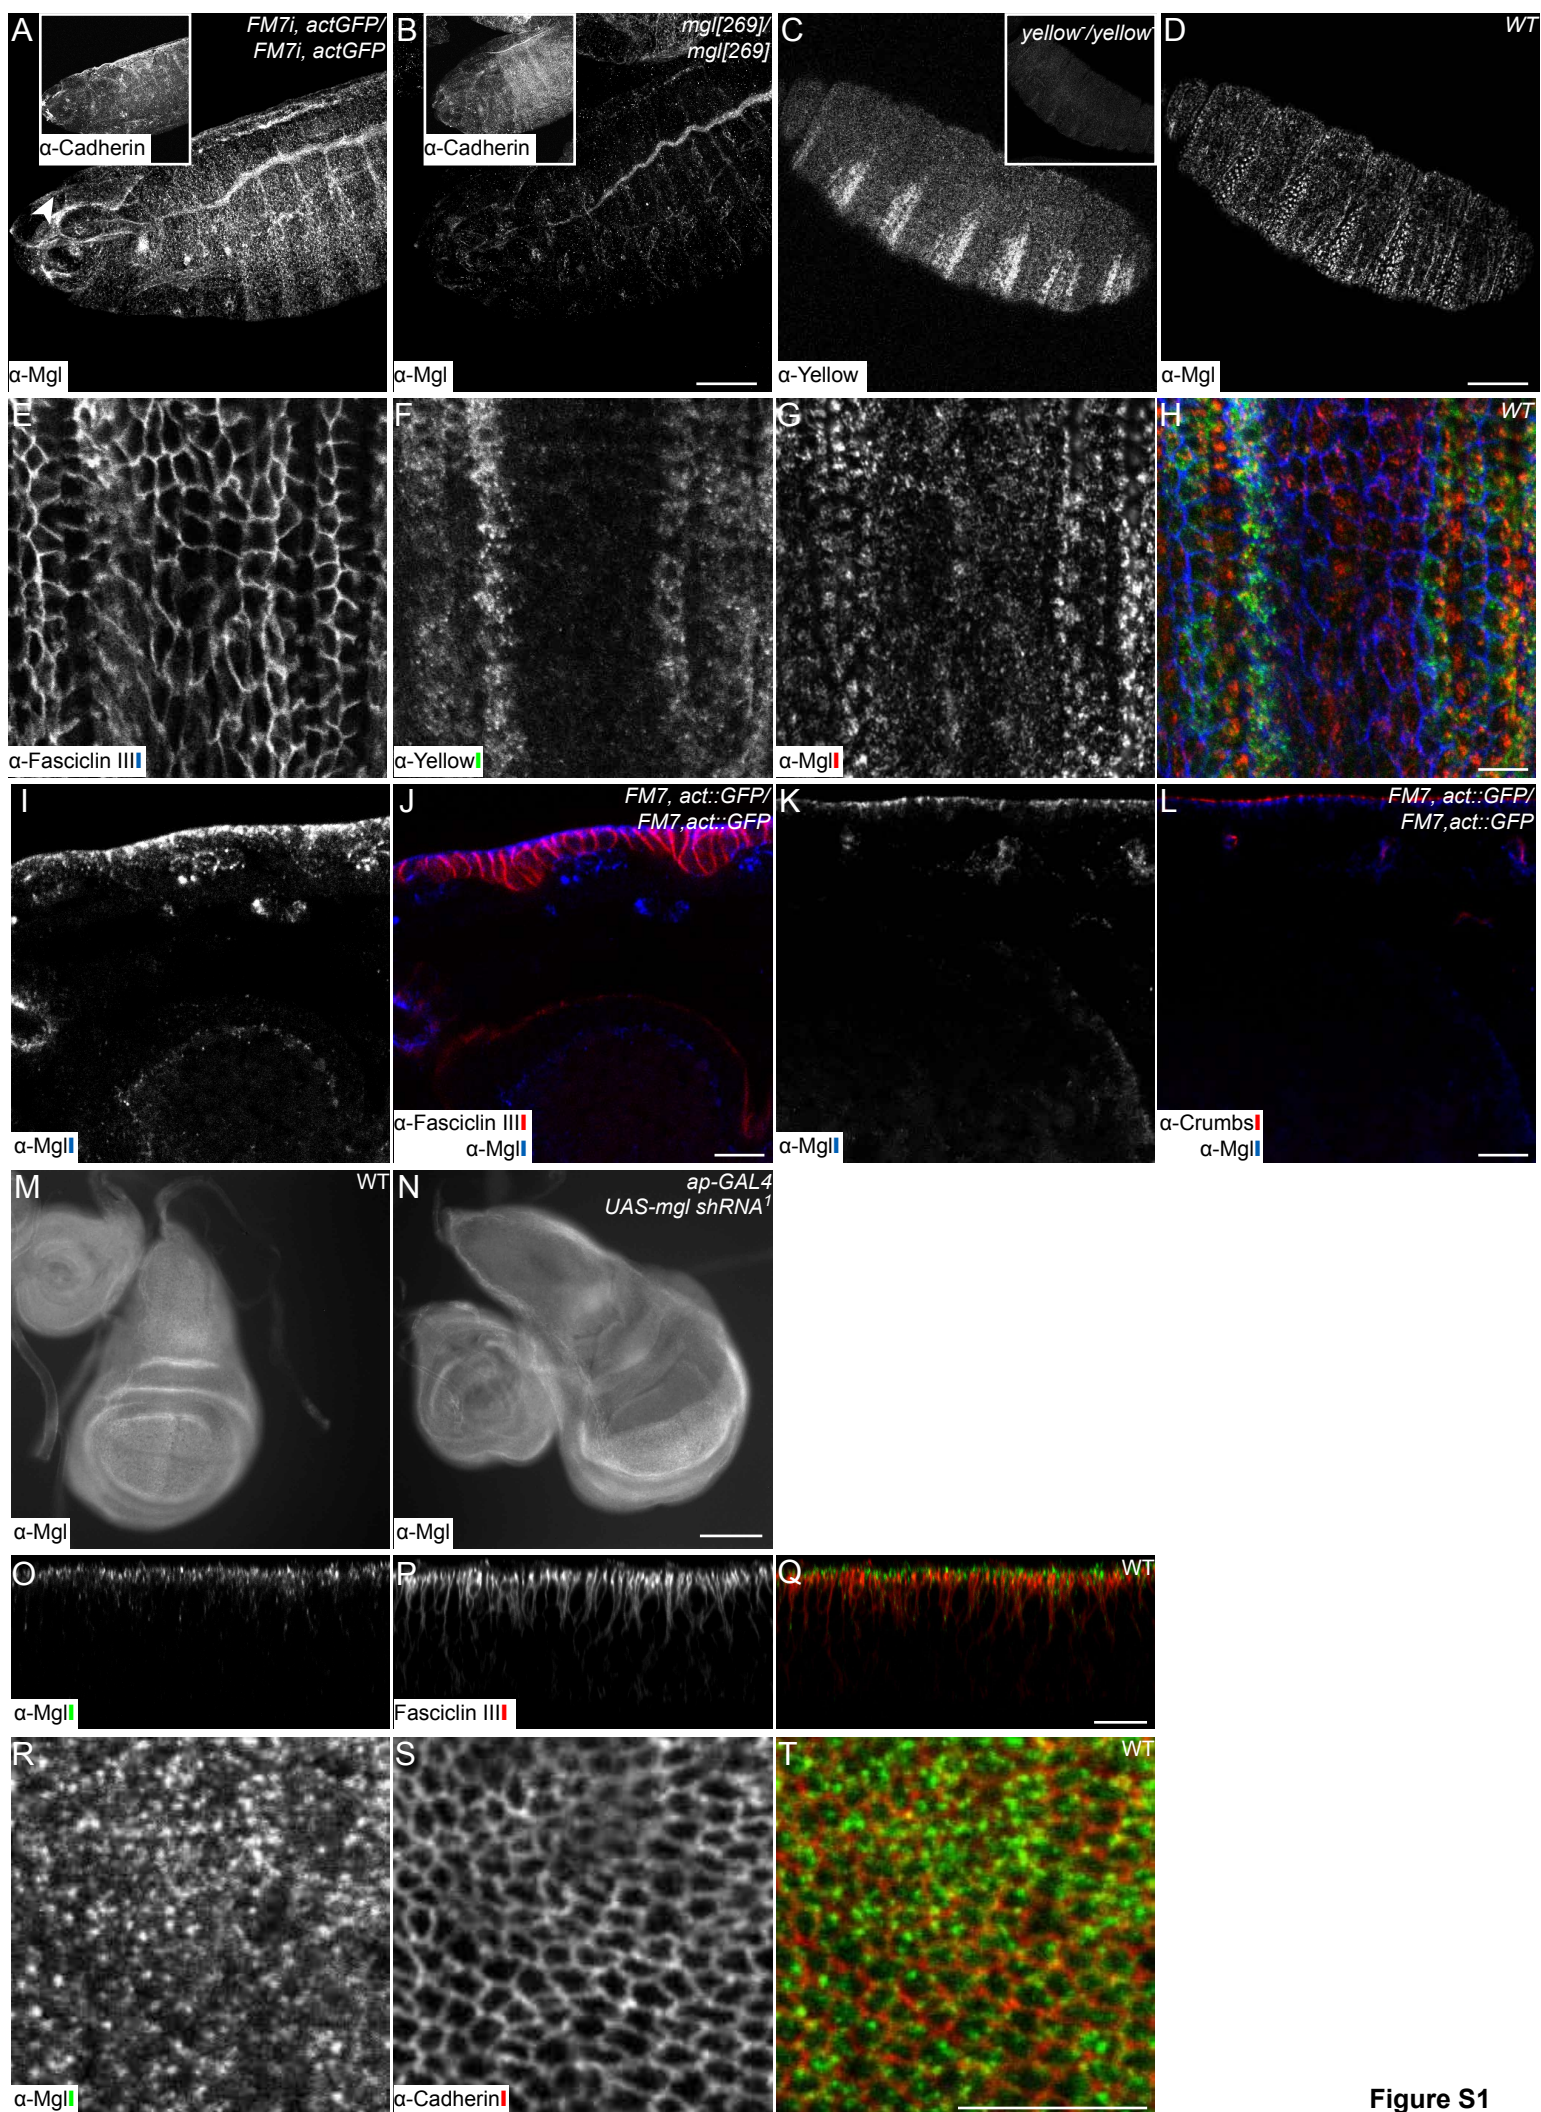 A
FM7i, actGFP/
FM7i, actGFP
α-Cadherin
α-Mgl
B
mgl[269]/
mgl[269]
α-Cadherin
α-Mgl
C
yellow-/yellow-
α-Yellow
D
WT
α-Mgl
E
α-Fasciclin III
F
α-Yellow
G
α-Mgl
H
WT
I
α-Mgl
J
FM7, act::GFP/
FM7,act::GFP
α-Fasciclin III
α-Mgl
K
α-Mgl
L
FM7, act::GFP/
FM7,act::GFP
α-Crumbs
α-Mgl
M
WT
α-Mgl
N
ap-GAL4
UAS-mgl shRNA1
α-Mgl
O
α-Mgl
P
Fasciclin III
Q
WT
R
α-Mgl
S
α-Cadherin
T
WT
Figure S1